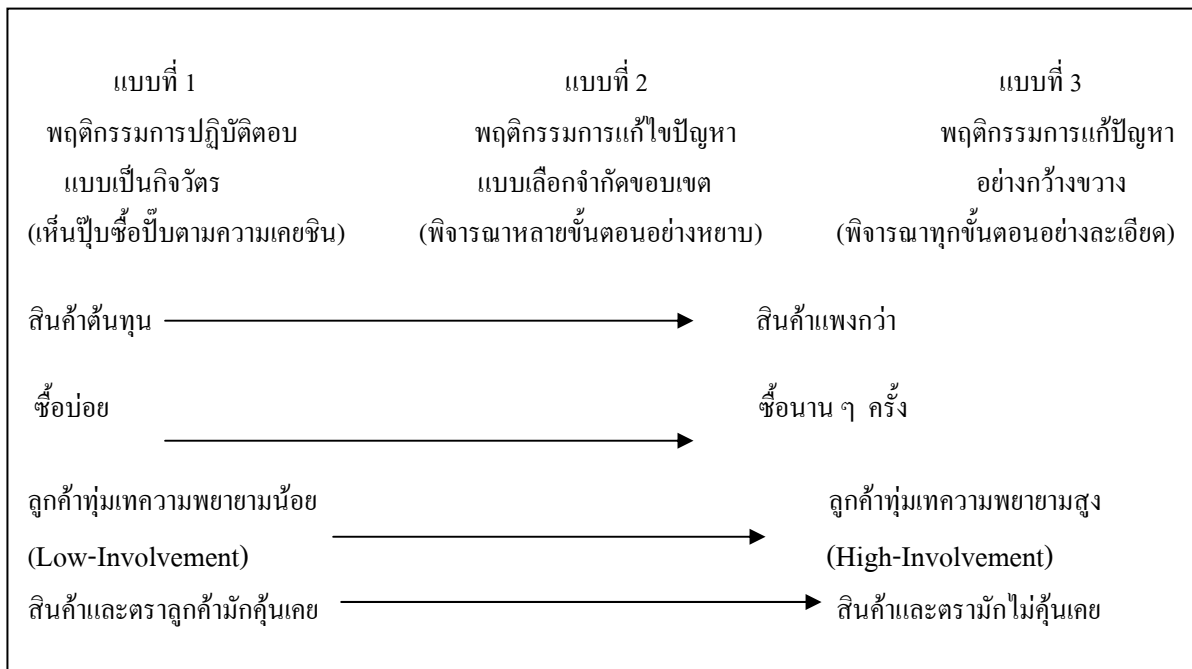 แบบที่ 1 แบบที่ 2 แบบที่ 3
พฤติกรรมการปฏิบัติตอบ พฤติกรรมการแก้ไขปัญหา พฤติกรรมการแก้ปัญหา
แบบเป็นกิจวัตร แบบเลือกจำกัดขอบเขต อย่างกว้างขวาง
(เห็นปุ๊บซื้อปั๊บตามความเคยชิน) (พิจารณาหลายขั้นตอนอย่างหยาบ) (พิจารณาทุกขั้นตอนอย่างละเอียด)
สินค้าต้นทุน สินค้าแพงกว่า
ซื้อบ่อย ซื้อนาน ๆ ครั้ง
ลูกค้าทุ่มเทความพยายามน้อย ลูกค้าทุ่มเทความพยายามสูง
(Low-Involvement) (High-Involvement)
สินค้าและตราลูกค้ามักคุ้นเคย สินค้าและตรามักไม่คุ้นเคย